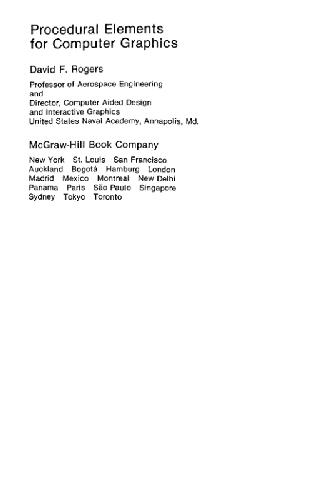 Procedural Elements
for Computer Graphics
David F. Rogers
Professor of Aerospace Engineering
and
Director, Computer Aided Design
and Interactive Graphics
United States Naval Academy, Annapolis, Md.
McGraw-Hill Book Company
New York St. Louis San Francisco
Auckland Bogotá Hamburg London
Madrid Mexico Montreal New Delhi
Panama Paris São Paulo Singapore
Sydney Tokyo Toronto